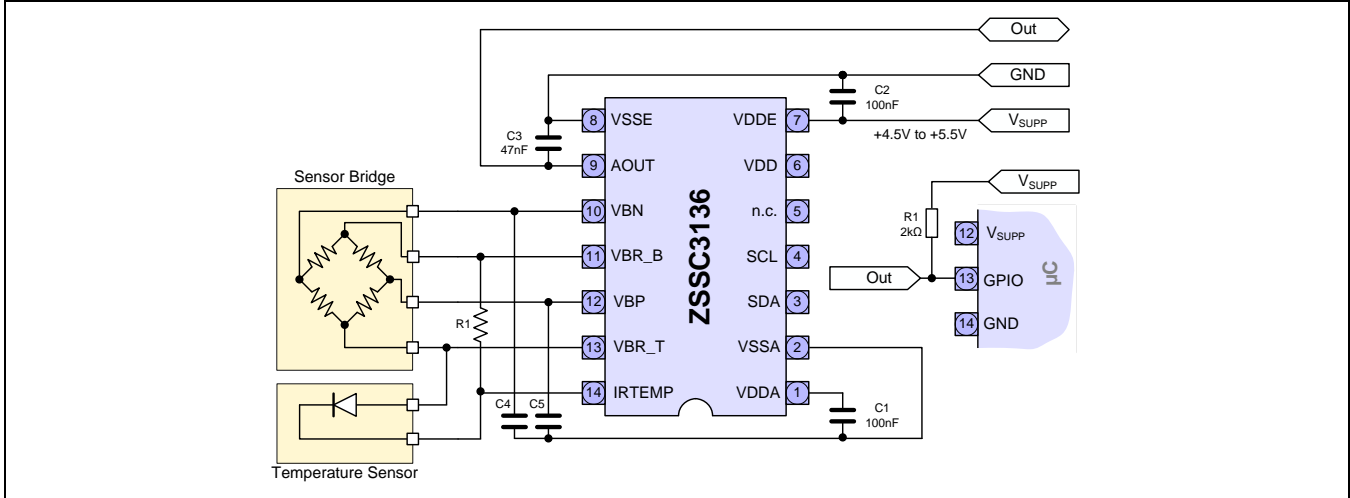 Out
GND
C2
100nF
8 VSSE VDDE 7
V_SUPP
+4.5V to +5.5V
C3
47nF
9 AOUT VDD 6
Sensor Bridge
V_SUPP
10 VBN n.c. 5
R1
2kΩ
12 V_SUPP
11 VBR_B SCL 4
ZSSC3136
µC
Out
13 GPIO
12 VBP SDA 3
R1
14 GND
13 VBR_T VSSA 2
14 IRTEMP VDDA 1
C4
C5
C1
100nF
Temperature Sensor